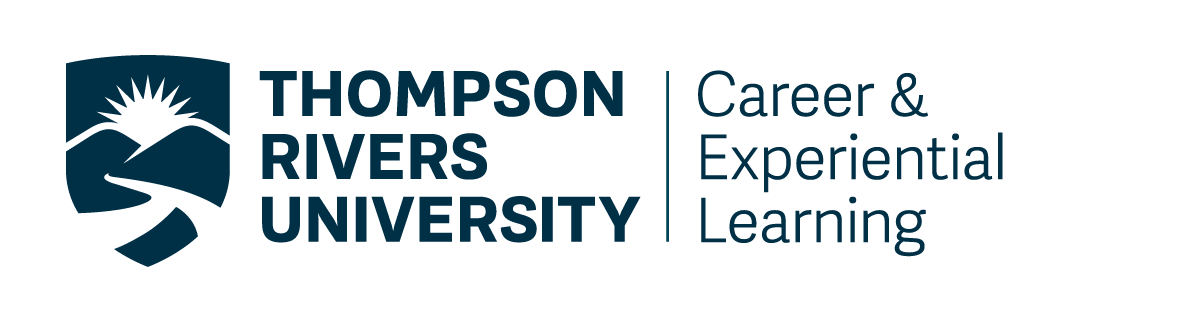 THOMPSON
RIVERS
UNIVERSITY
Career &
Experiential
Learning